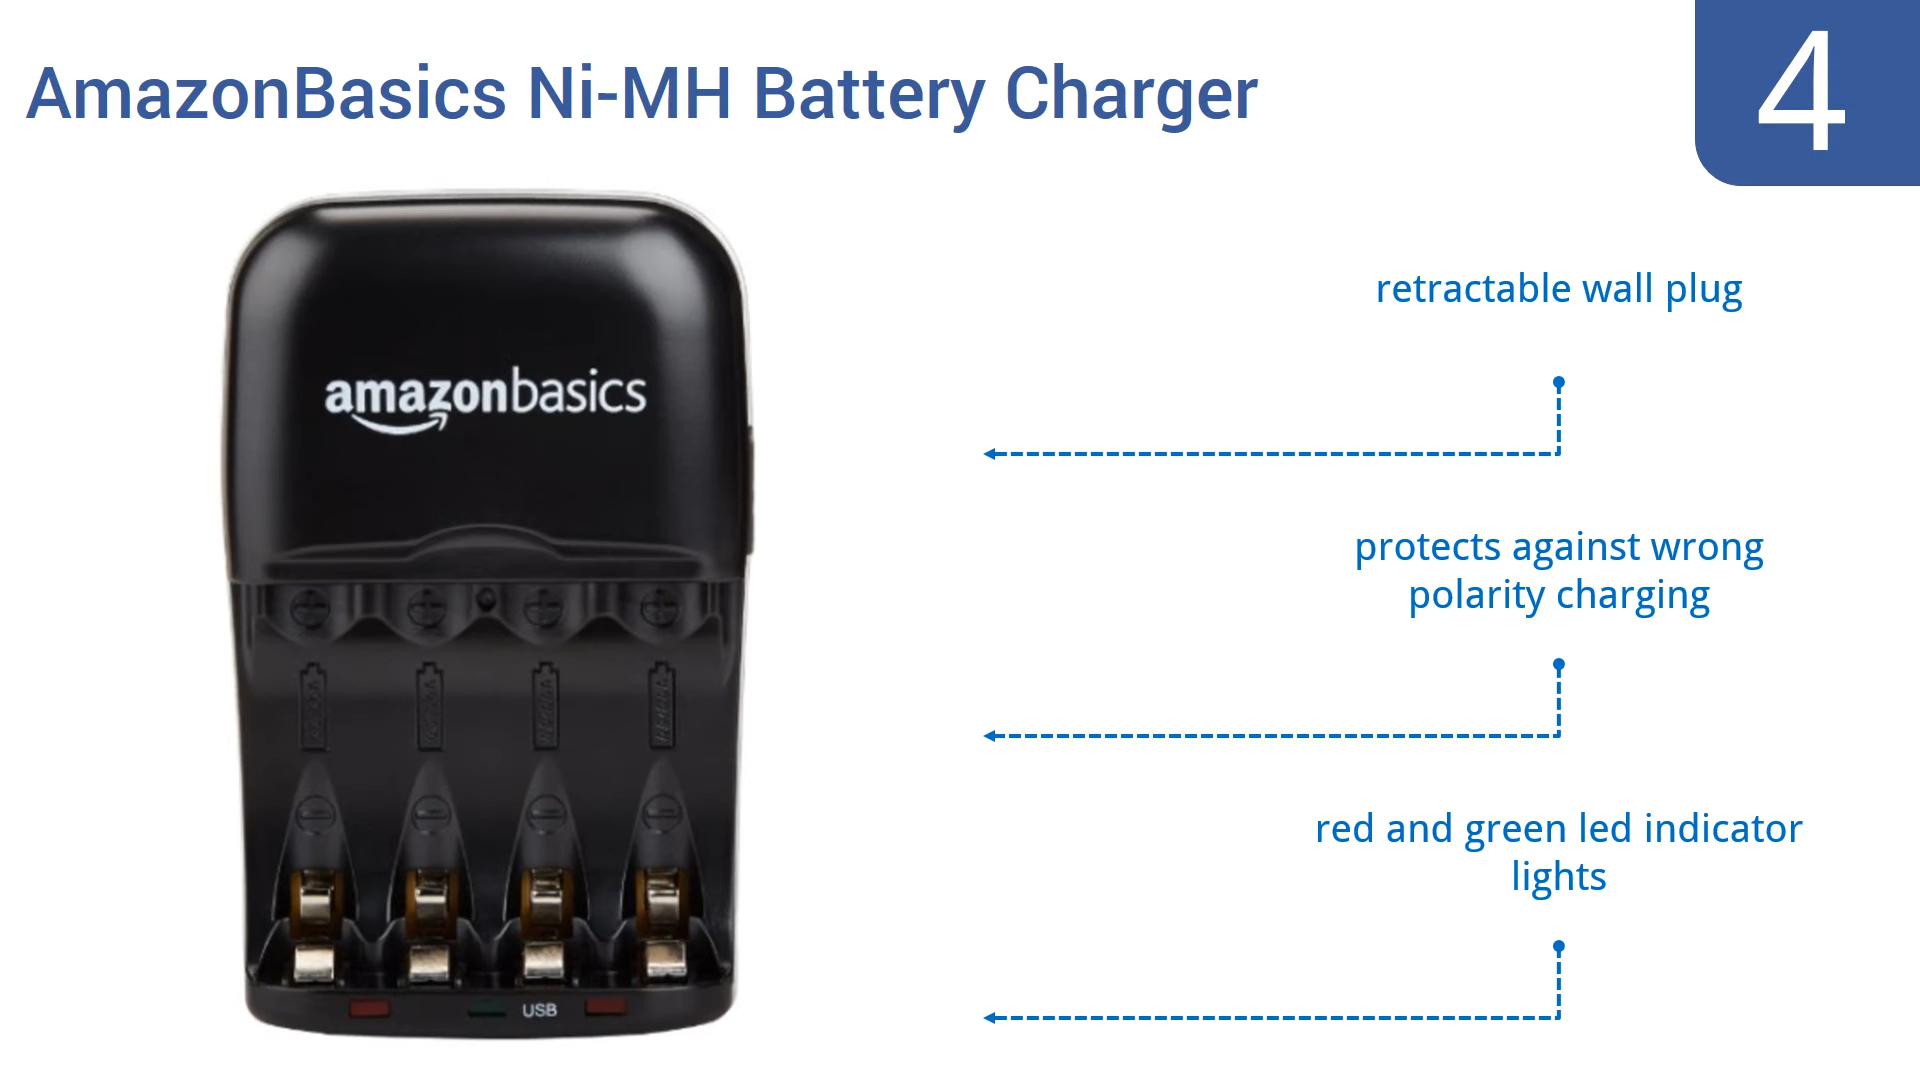 AmazonBasics Ni-MH Battery Charger
4
amazonbasics
retractable wall plug
protects against wrong
polarity charging
red and green led indicator
lights
USB